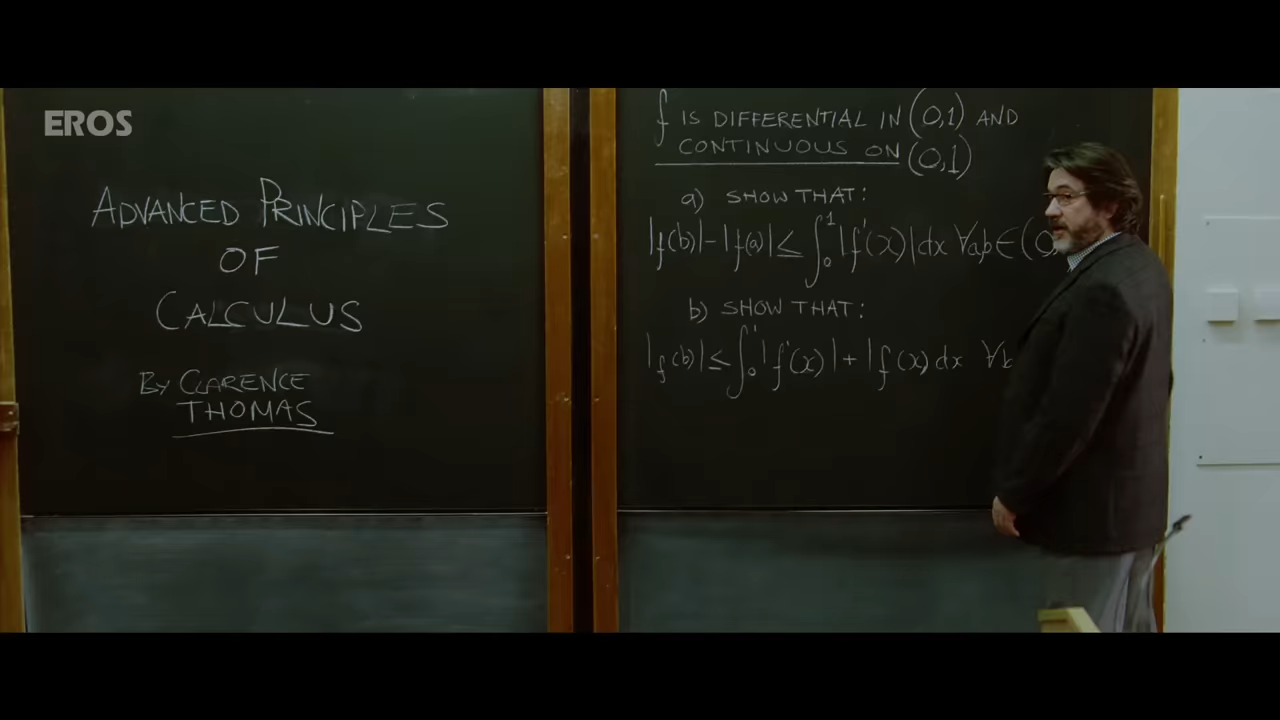 EROS
ADVANCED PRINCIPLES
OF
CALCULUS
BY CLARENCE
THOMAS
f IS DIFFERENTIAL IN (0,1) AND
CONTINUOUS ON (0,1)
a) SHOW THAT:
|f(b)|-|f(a)| ≤ ∫₀¹|f'(x)|dx ∀a,b∈(0
b) SHOW THAT:
|f(b)| ≤ ∫₀¹|f'(x)|+|f(x)dx ∀b